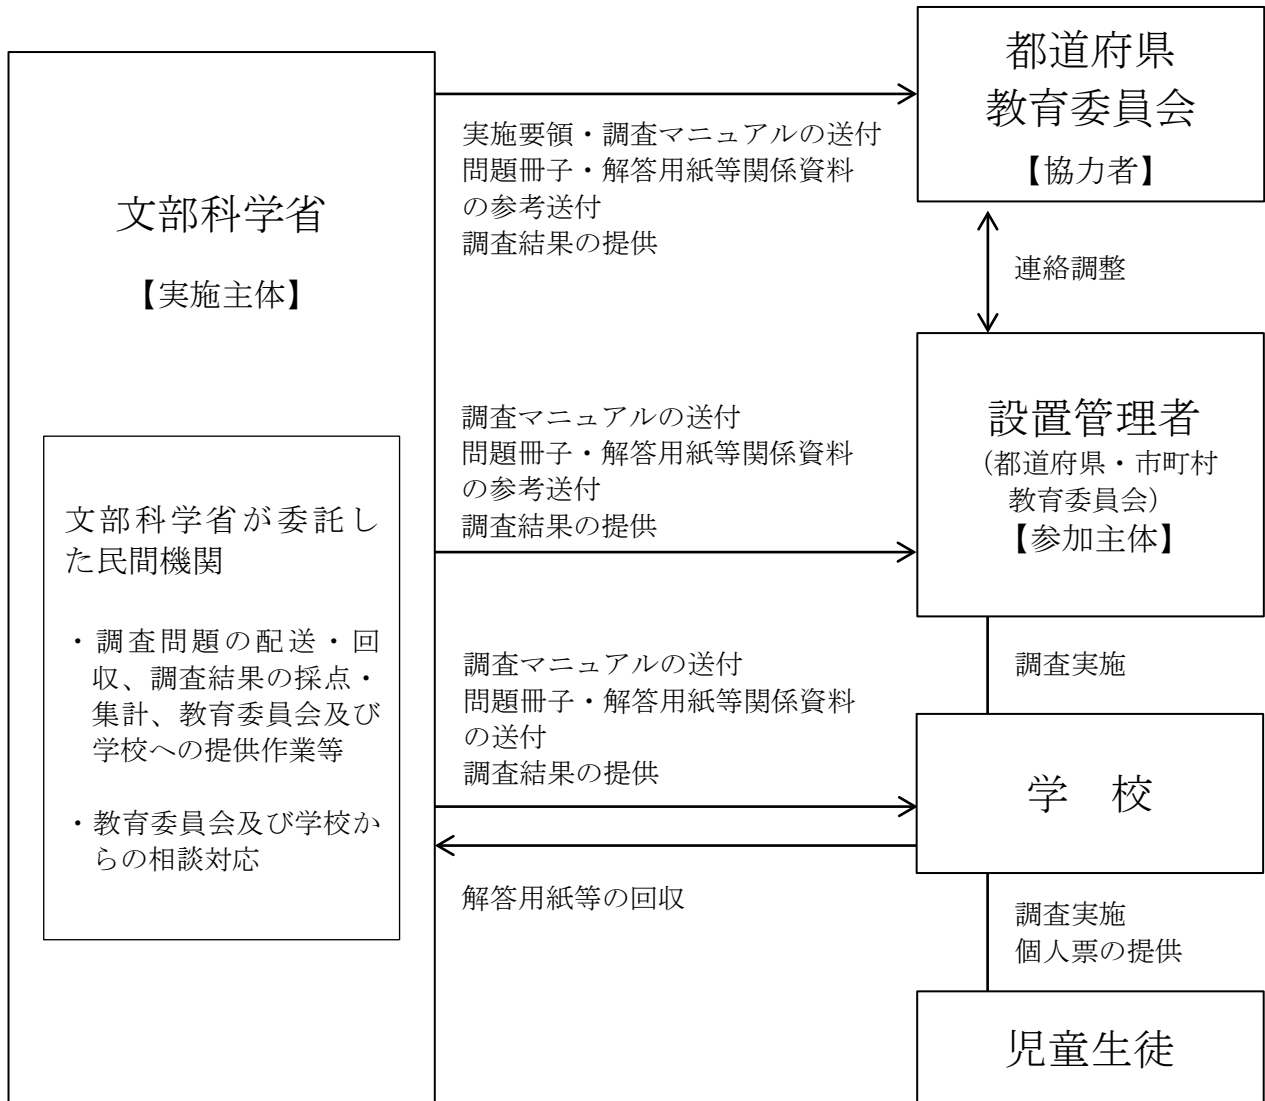 都道府県
教育委員会
【協力者】
実施要領・調査マニュアルの送付
問題冊子・解答用紙等関係資料
の参考送付
調査結果の提供
文部科学省
【実施主体】
連絡調整
調査マニュアルの送付
問題冊子・解答用紙等関係資料
の参考送付
調査結果の提供
設置管理者
（都道府県・市町村
教育委員会）
【参加主体】
文部科学省が委託し
た民間機関
・調査問題の配送・回
収、調査結果の採点・
集計、教育委員会及び
学校への提供作業等
・教育委員会及び学校か
らの相談対応
調査マニュアルの送付
問題冊子・解答用紙等関係資料
の送付
調査結果の提供
調査実施
学　校
解答用紙等の回収
調査実施
個人票の提供
児童生徒